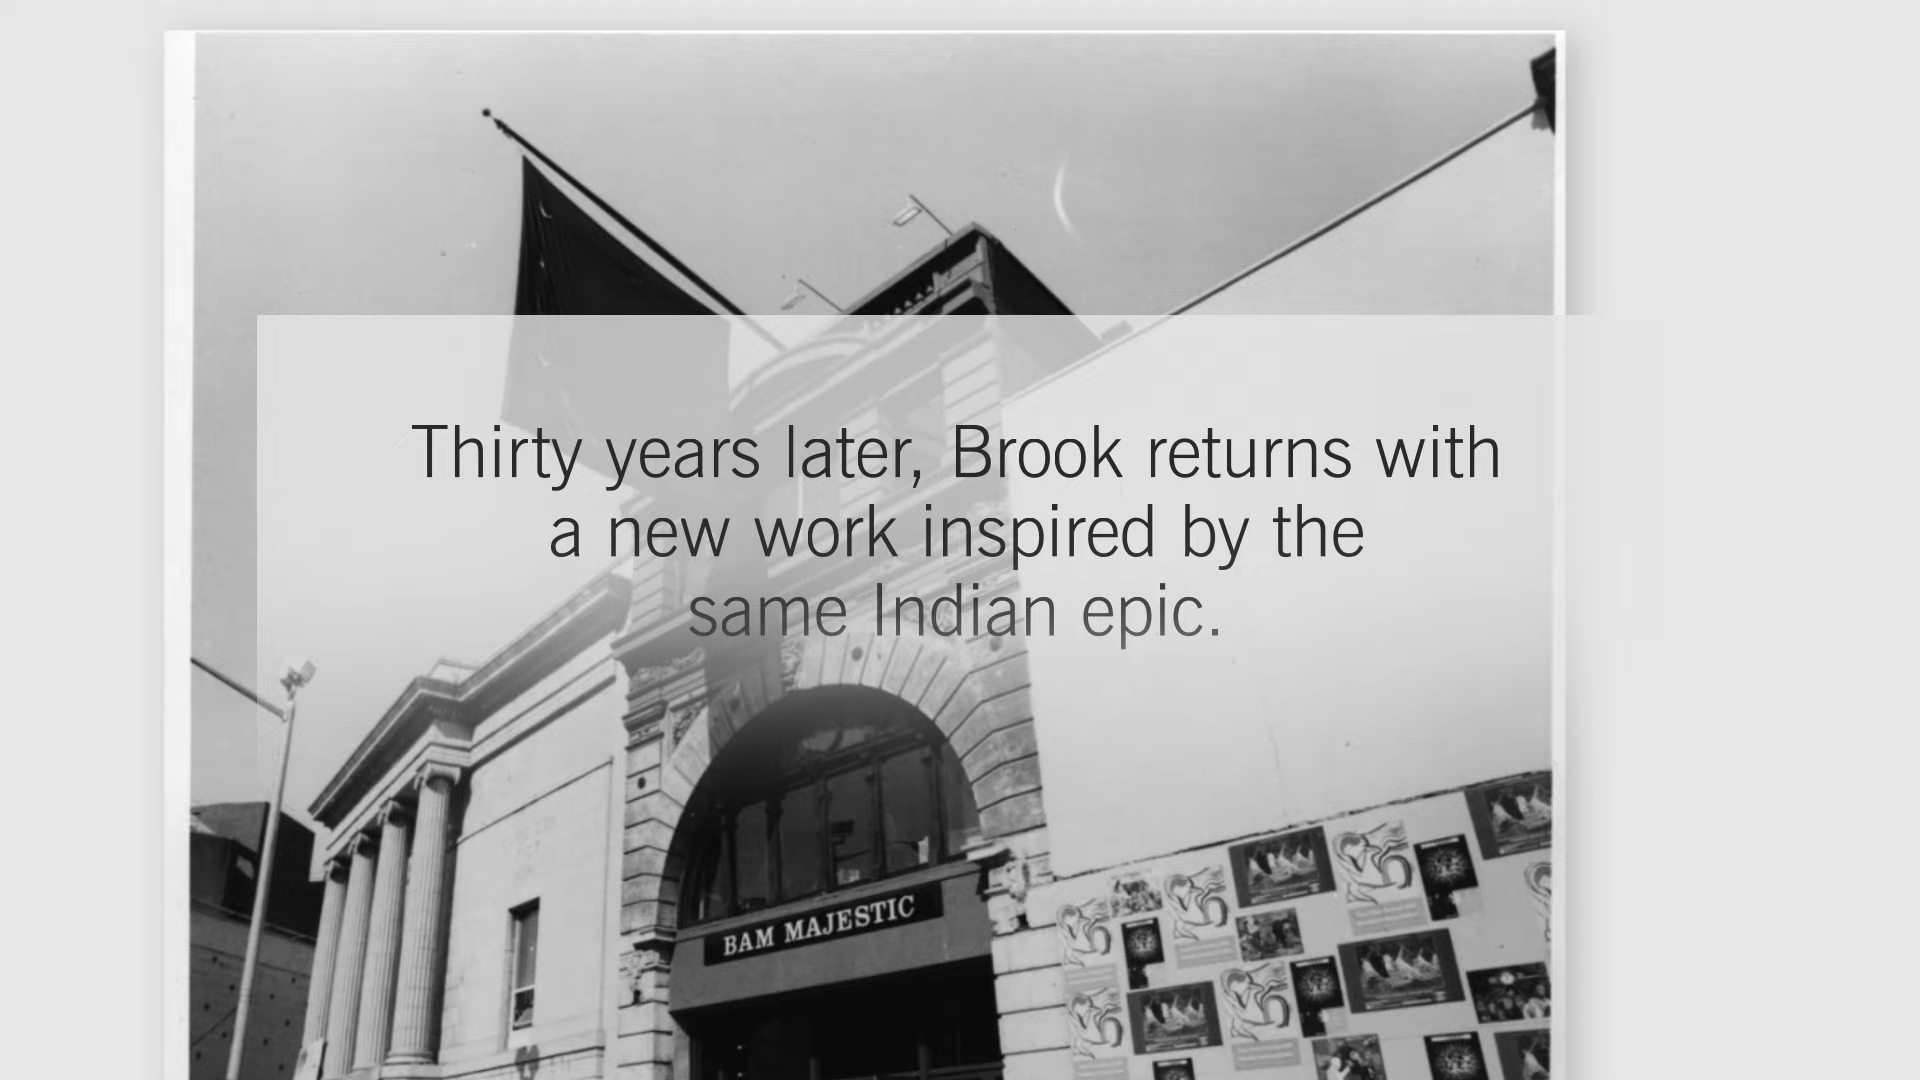 Thirty years later, Brook returns with
a new work inspired by the
same Indian epic.
BAM MAJESTIC